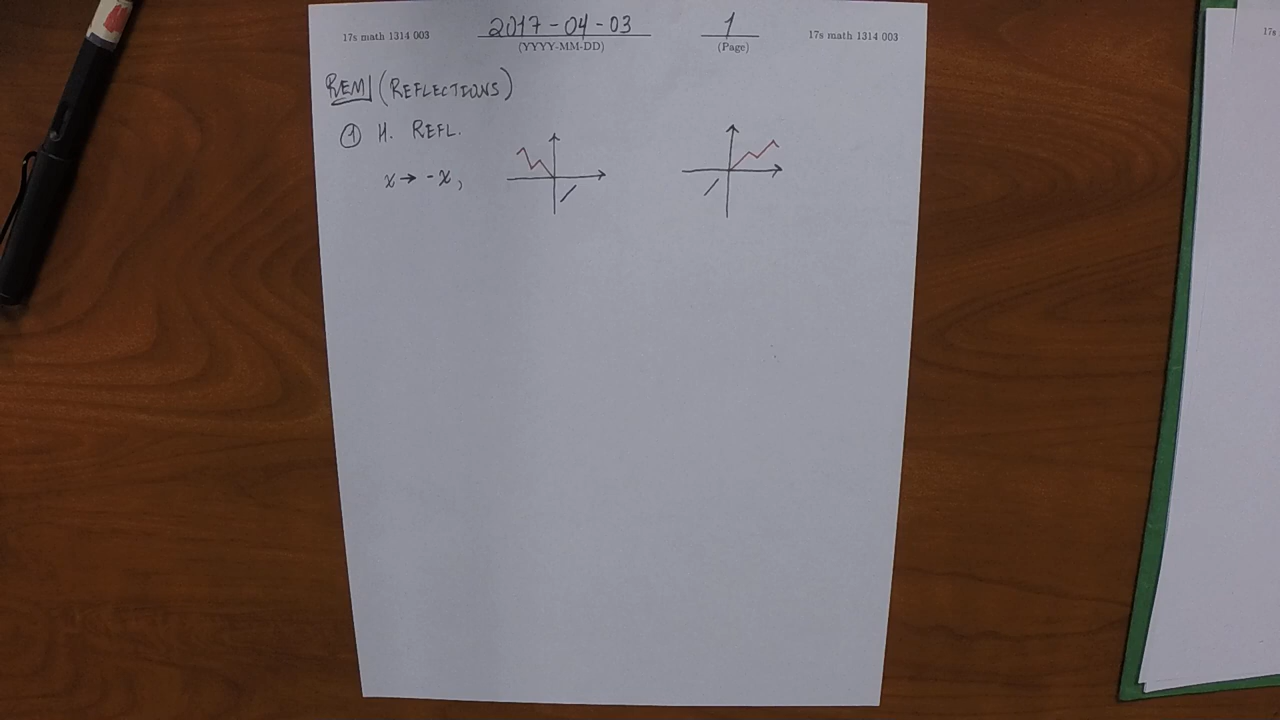 17s math 1314 003 2017-04-03 1 17s math 1314 003
(YYYY-MM-DD) (Page)
REM (REFLECTIONS)
① H. REFL.
x → -x,
17s